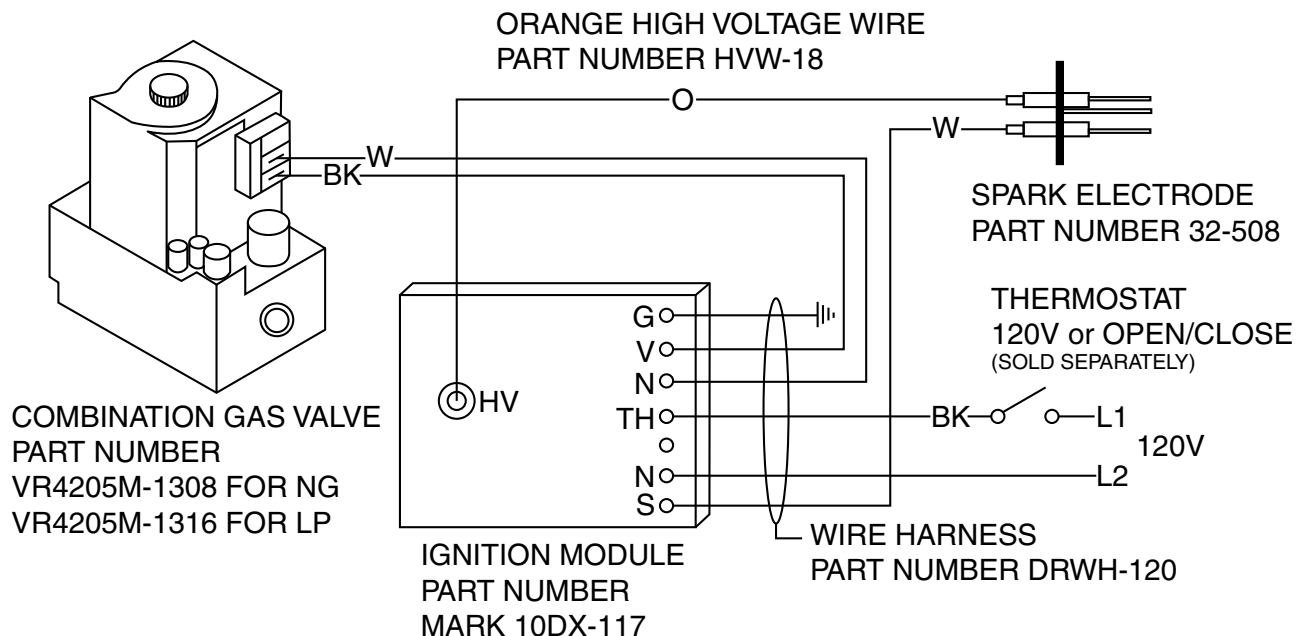 ORANGE HIGH VOLTAGE WIRE
PART NUMBER HVW-18
O
W
W
BK
SPARK ELECTRODE
PART NUMBER 32-508
THERMOSTAT
120V or OPEN/CLOSE
(SOLD SEPARATELY)
G
V
N
HV
TH
BK
L1
120V
N
L2
S
COMBINATION GAS VALVE
PART NUMBER
VR4205M-1308 FOR NG
VR4205M-1316 FOR LP
WIRE HARNESS
PART NUMBER DRWH-120
IGNITION MODULE
PART NUMBER
MARK 10DX-117